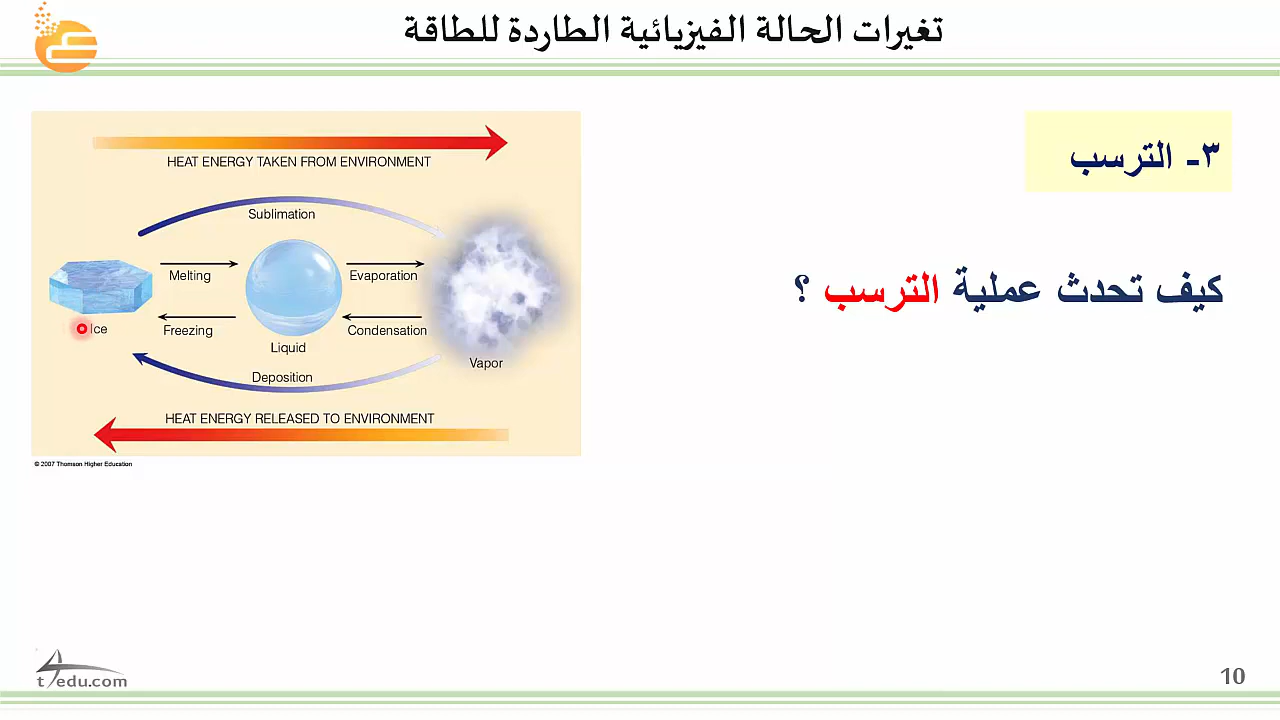 تغيرات الحالة الفيزيائية الطاردة للطاقة
٣- الترسب
كيف تحدث عملية الترسب ؟
HEAT ENERGY TAKEN FROM ENVIRONMENT
Sublimation
Melting
Evaporation
Ice
Freezing
Condensation
Liquid
Vapor
Deposition
HEAT ENERGY RELEASED TO ENVIRONMENT
© 2007 Thomson Higher Education
t4edu.com
10